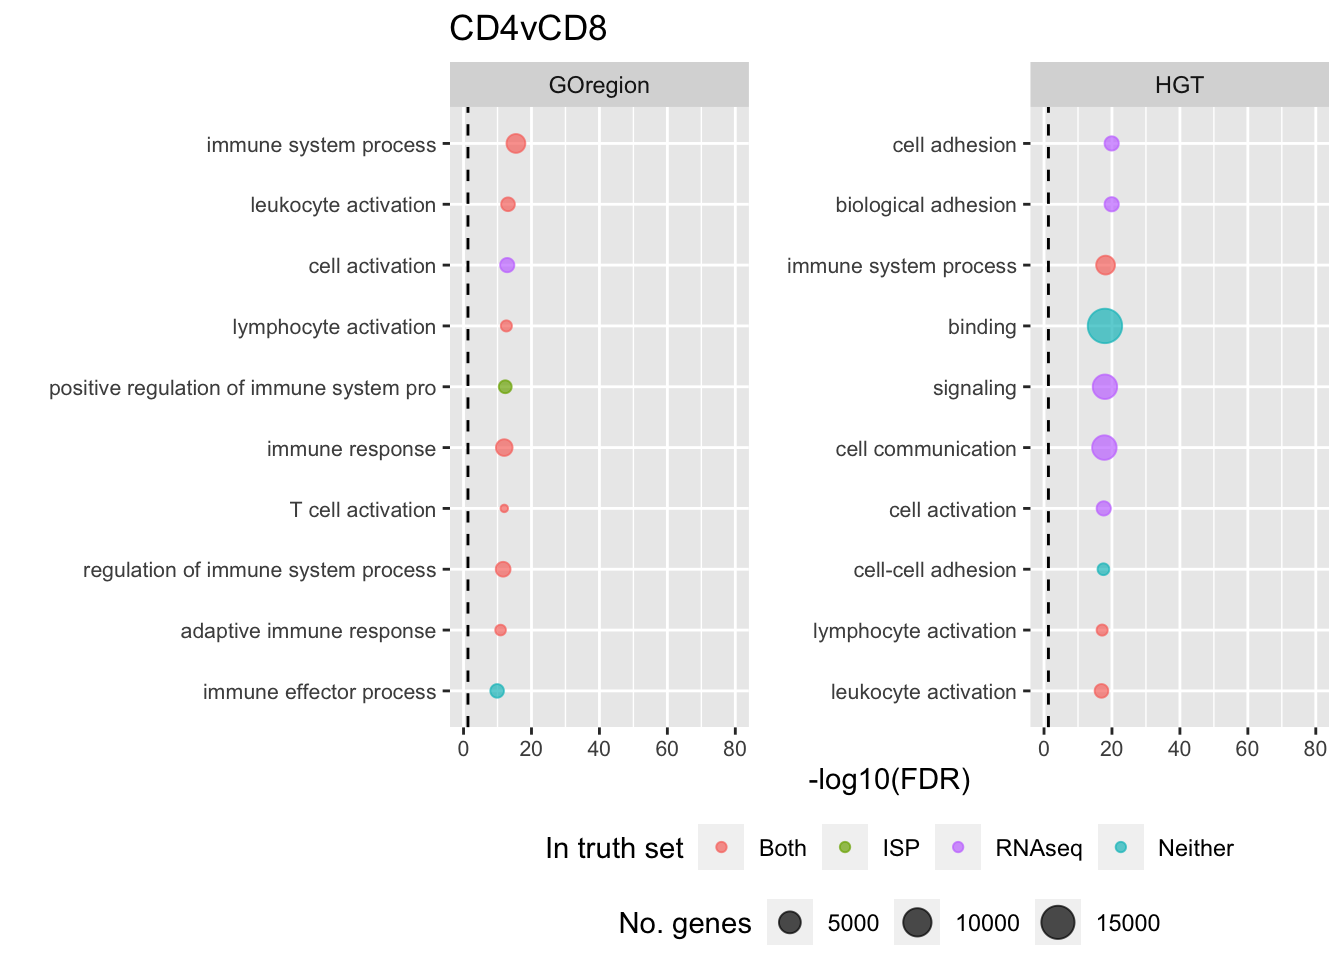 CD4vCD8
GOregion
immune system process
leukocyte activation
cell activation
lymphocyte activation
positive regulation of immune system pro
immune response
T cell activation
regulation of immune system process
adaptive immune response
immune effector process
0 20 40 60 80
HGT
cell adhesion
biological adhesion
immune system process
binding
signaling
cell communication
cell activation
cell-cell adhesion
lymphocyte activation
leukocyte activation
0 20 40 60 80
-log10(FDR)
In truth set Both ISP RNAseq Neither
No. genes 5000 10000 15000